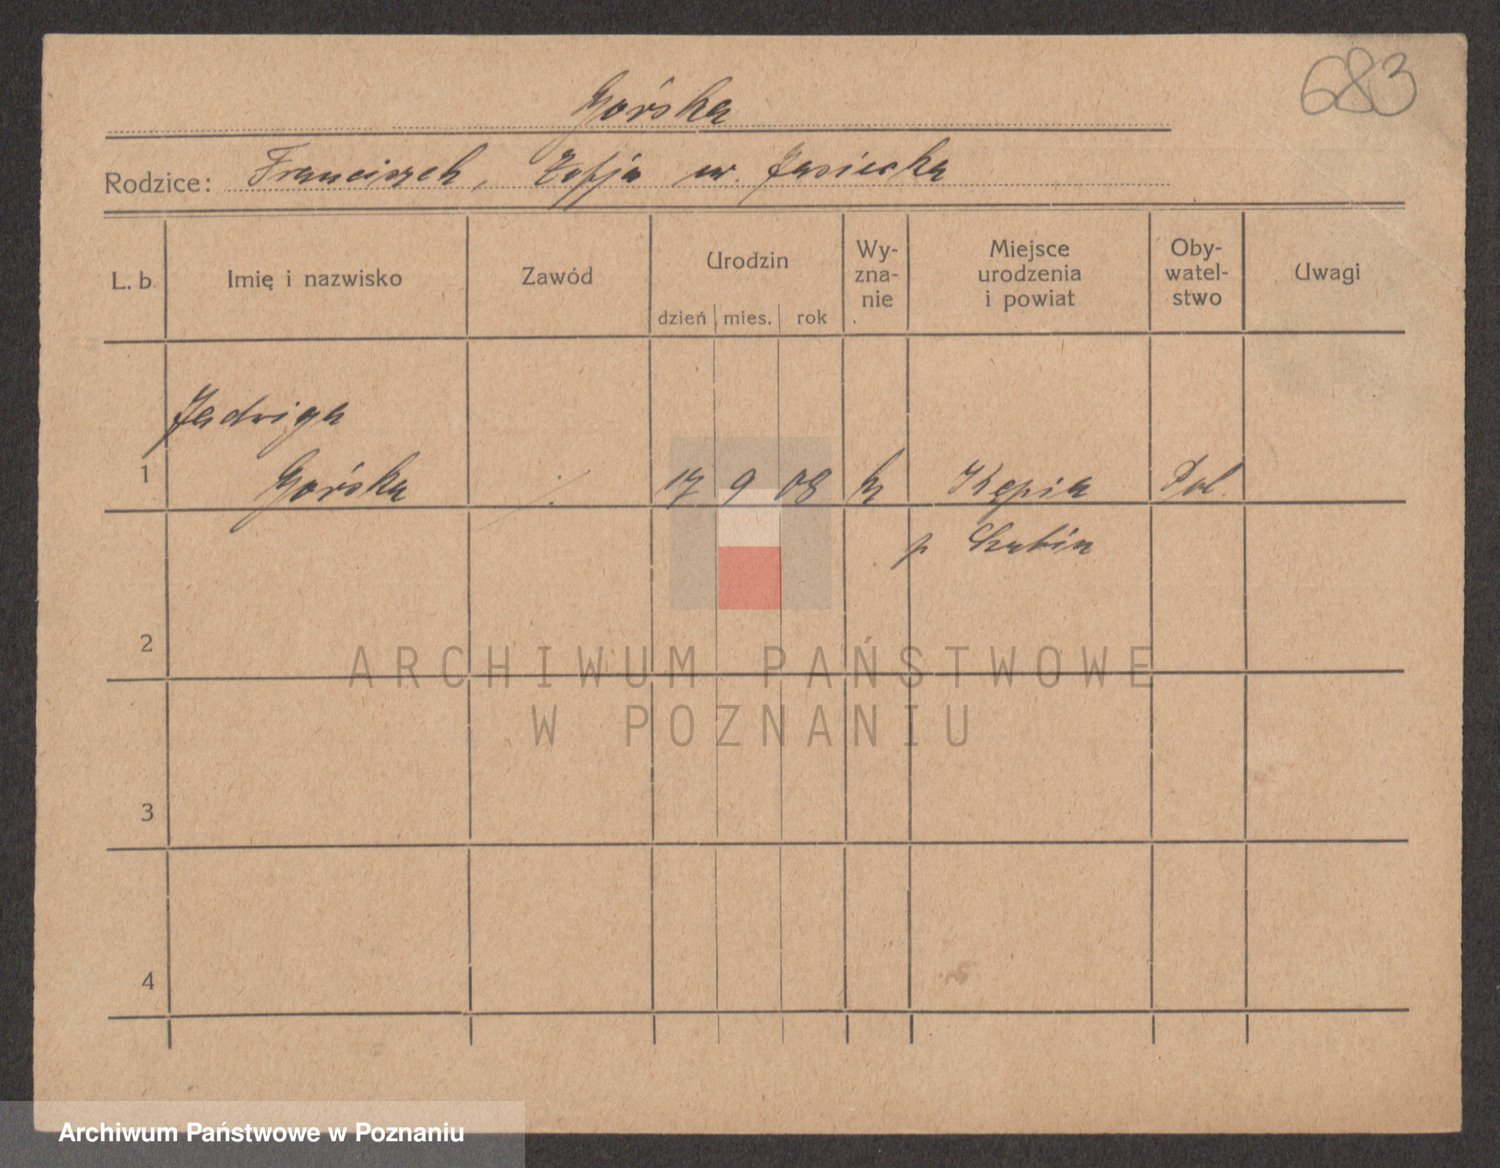 683
Górska
Rodzice: Franciszek, Zofja ur. Jasiecka
L. b. Imię i nazwisko Zawód Urodzin Wy-zna-nie Miejsce urodzenia i powiat Oby-watel-stwo Uwagi
dzień mies. rok
Jadwiga
1 Górska 17 9 08 Kępia Pol.
p
2
3
4
ARCHIWUM PAŃSTWOWE
W POZNANIU
Archiwum Państwowe w Poznaniu